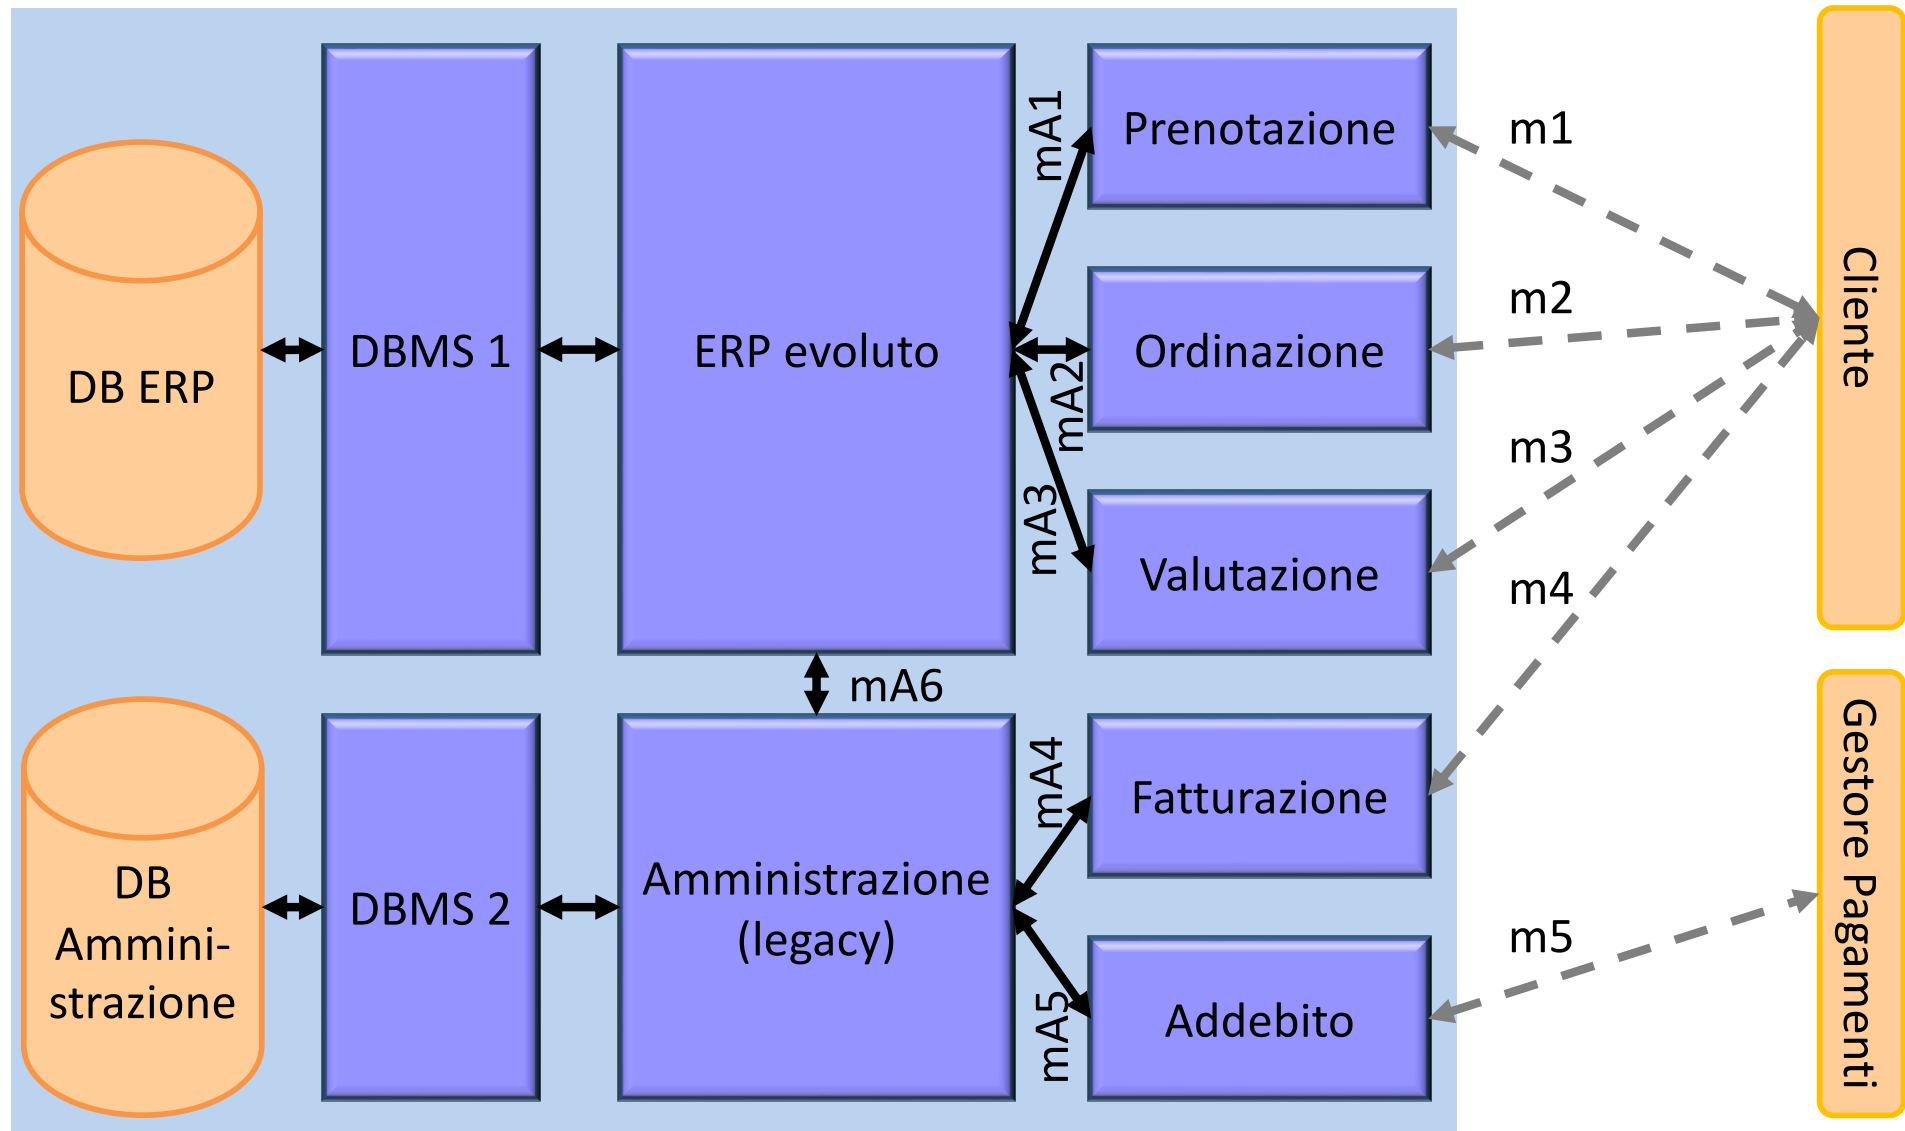 DB ERP
DBMS 1
ERP evoluto
mA1
mA2
mA3
Prenotazione
Ordinazione
Valutazione
m1
m2
m3
m4
Cliente
mA6
DB
Ammini-
strazione
DBMS 2
Amministrazione
(legacy)
mA4
mA5
Fatturazione
Addebito
m5
Gestore Pagamenti